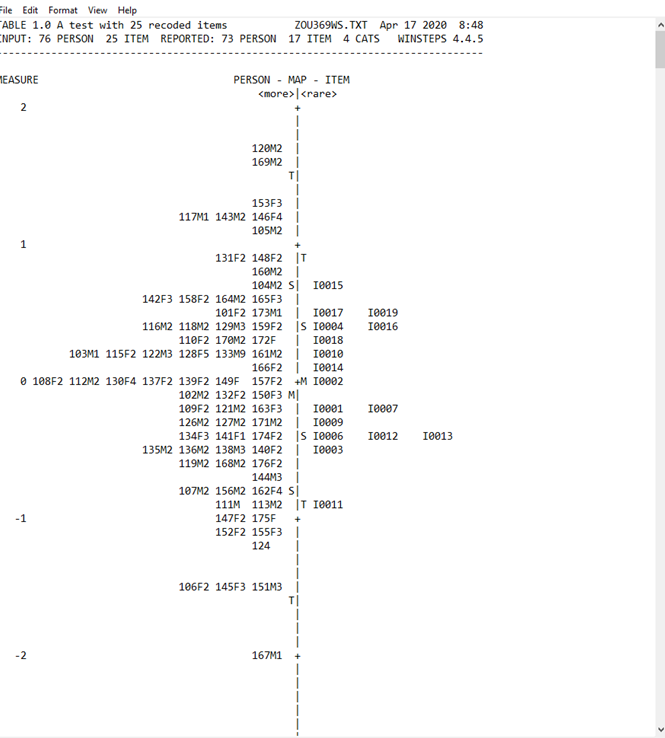 File Edit Format View Help
TABLE 1.0 A test with 25 recoded items ZOU369WS.TXT Apr 17 2020 8:48
INPUT: 76 PERSON 25 ITEM REPORTED: 73 PERSON 17 ITEM 4 CATS WINSTEPS 4.4.5
--------------------------------------------------------------------------------
MEASURE PERSON - MAP - ITEM
<more>|<rare>
2 +
|
|
120M2 |
169M2 |
T|
|
153F3 |
117M1 143M2 146F4 |
105M2 |
1 +
131F2 148F2 |T
160M2 |
104M2 S| I0015
142F3 158F2 164M2 165F3 |
101F2 173M1 | I0017 I0019
116M2 118M2 129M3 159F2 |S I0004 I0016
110F2 170M2 172F | I0018
103M1 115F2 122M3 128F5 133M9 161M2 | I0010
166F2 | I0014
0 108F2 112M2 130F4 137F2 139F2 149F 157F2 +M I0002
102M2 132F2 150F3 M|
109F2 121M2 163F3 | I0001 I0007
126M2 127M2 171M2 | I0009
134F3 141F1 174F2 |S I0006 I0012 I0013
135M2 136M2 138M3 140F2 | I0003
119M2 168M2 176F2 |
144M3 |
107M2 156M2 162F4 S|
111M 113M2 |T I0011
-1 147F2 175F +
152F2 155F3 |
124 |
|
|
106F2 145F3 151M3 |
T|
|
|
|
-2 167M1 +
|
|
|
|
|